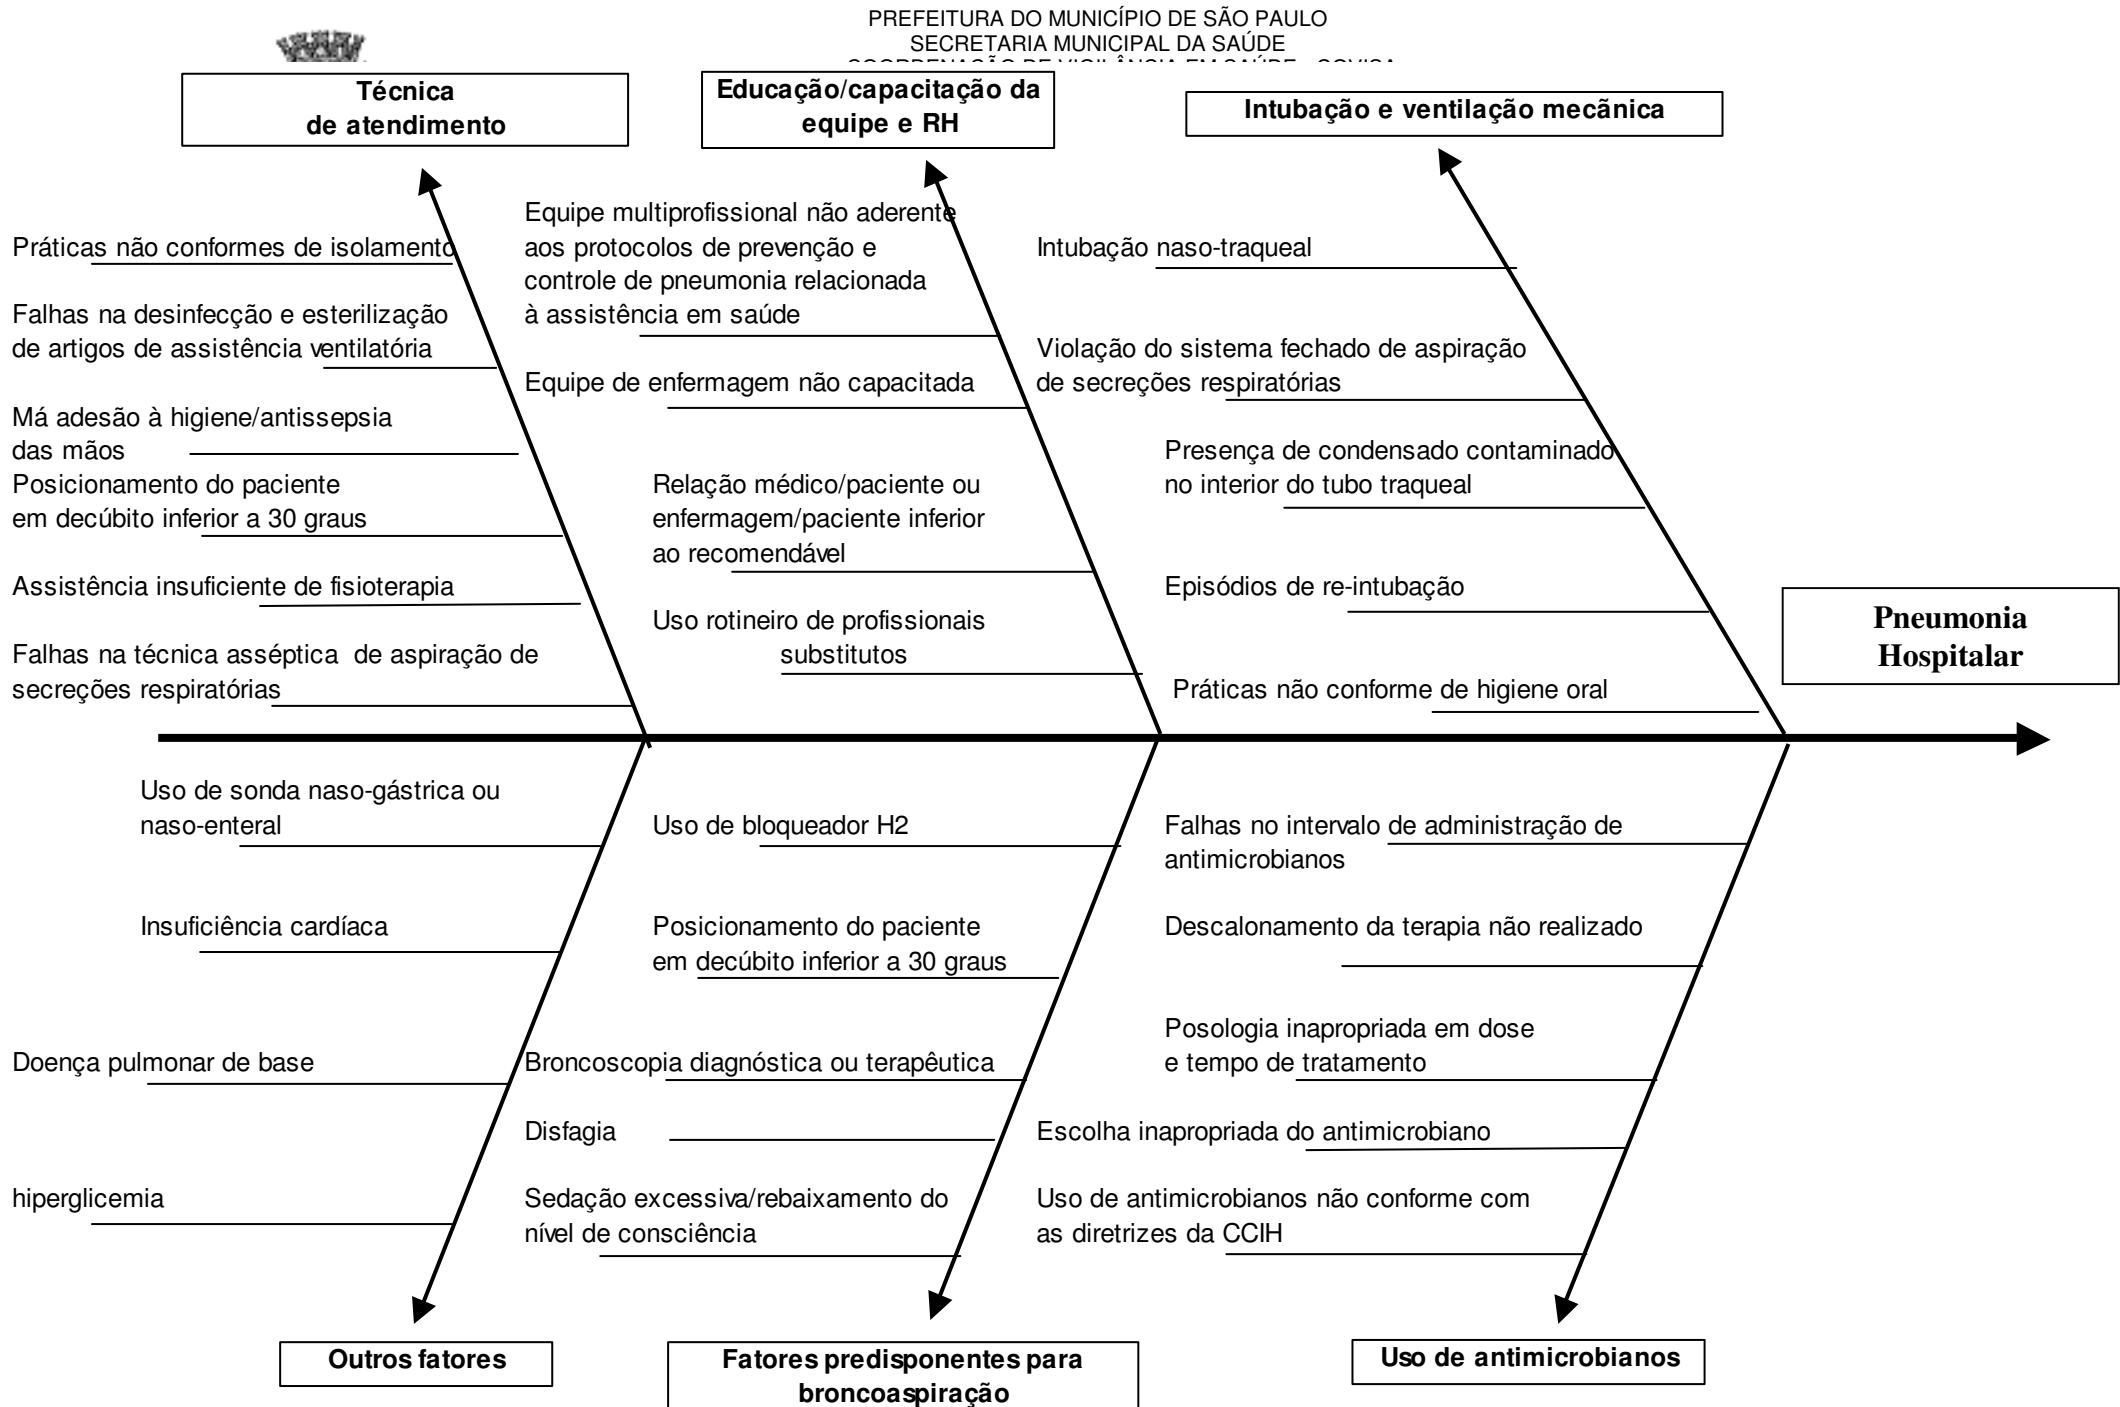 PREFEITURA DO MUNICÍPIO DE SÃO PAULO
SECRETARIA MUNICIPAL DA SAÚDE
COORDENAÇÃO DE VIGILÂNCIA EM SAÚDE - COVISA
Técnica
de atendimento
Educação/capacitação da
equipe e RH
Intubação e ventilação mecãnica
Práticas não conformes de isolamento
Falhas na desinfecção e esterilização
de artigos de assistência ventilatória
Má adesão à higiene/antissepsia
das mãos
Posicionamento do paciente
em decúbito inferior a 30 graus
Assistência insuficiente de fisioterapia
Falhas na técnica asséptica de aspiração de
secreções respiratórias
Equipe multiprofissional não aderente
aos protocolos de prevenção e
controle de pneumonia relacionada
à assistência em saúde
Equipe de enfermagem não capacitada
Relação médico/paciente ou
enfermagem/paciente inferior
ao recomendável
Uso rotineiro de profissionais
substitutos
Intubação naso-traqueal
Violação do sistema fechado de aspiração
de secreções respiratórias
Presença de condensado contaminado
no interior do tubo traqueal
Episódios de re-intubação
Práticas não conforme de higiene oral
Pneumonia
Hospitalar
Uso de sonda naso-gástrica ou
naso-enteral
Insuficiência cardíaca
Doença pulmonar de base
hiperglicemia
Uso de bloqueador H2
Posicionamento do paciente
em decúbito inferior a 30 graus
Broncoscopia diagnóstica ou terapêutica
Disfagia
Sedação excessiva/rebaixamento do
nível de consciência
Falhas no intervalo de administração de
antimicrobianos
Descalonamento da terapia não realizado
Posologia inapropriada em dose
e tempo de tratamento
Escolha inapropriada do antimicrobiano
Uso de antimicrobianos não conforme com
as diretrizes da CCIH
Outros fatores
Fatores predisponentes para
broncoaspiração
Uso de antimicrobianos